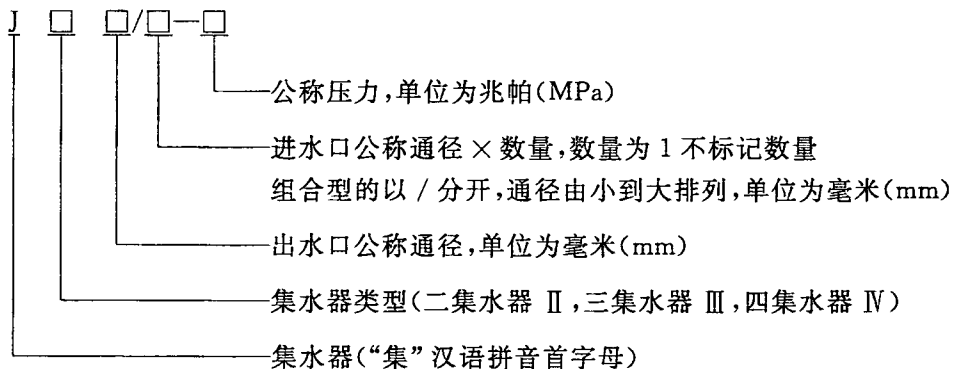 J □ □/□—□
公称压力,单位为兆帕(MPa)
进水口公称通径×数量,数量为1不标记数量
组合型的以/分开,通径由小到大排列,单位为毫米(mm)
出水口公称通径,单位为毫米(mm)
集水器类型(二集水器 Ⅱ,三集水器 Ⅲ,四集水器 Ⅳ)
集水器(“集”汉语拼音首字母)